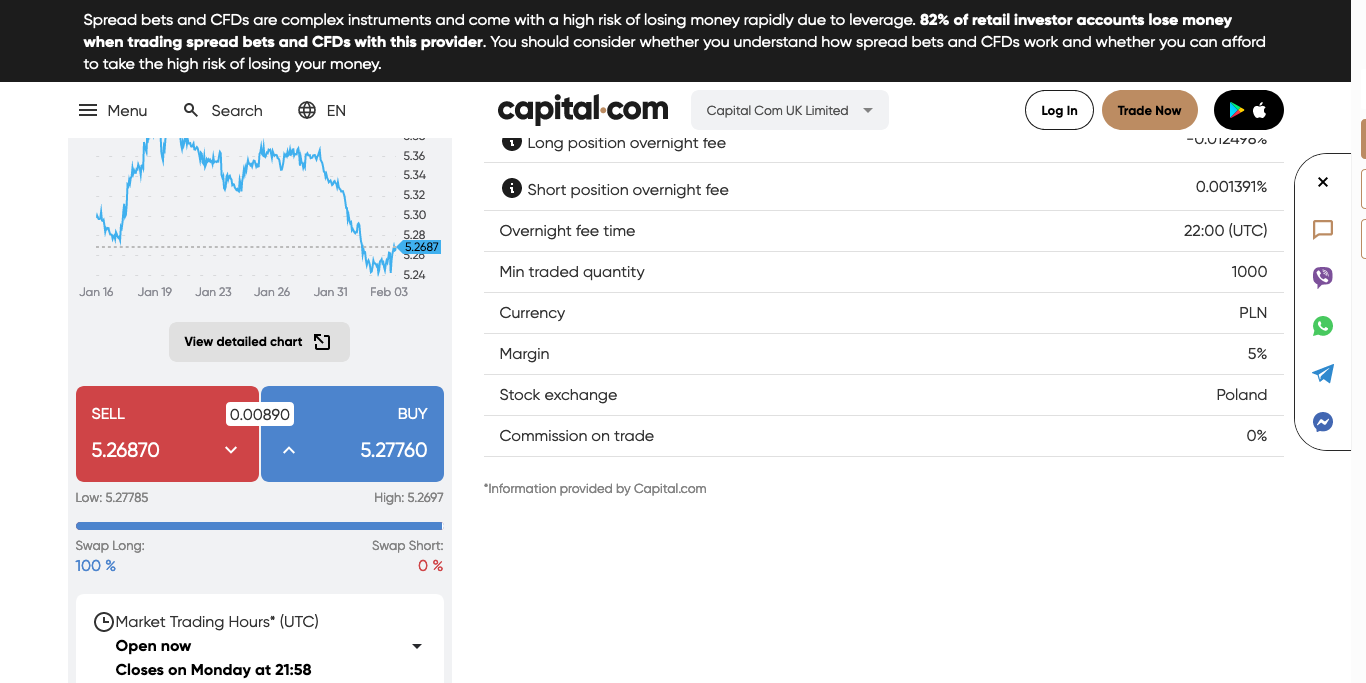 Spread bets and CFDs are complex instruments and come with a high risk of losing money rapidly due to leverage. 82% of retail investor accounts lose money
when trading spread bets and CFDs with this provider. You should consider whether you understand how spread bets and CFDs work and whether you can afford
to take the high risk of losing your money.
Menu
Search
EN
capital.com
Capital Com UK Limited
Log In
Trade Now
5.36
5.34
5.32
5.30
5.28
5.2687
5.26
5.24
Jan 16 Jan 19 Jan 23 Jan 26 Jan 31 Feb 03
View detailed chart
SELL
0.00890
BUY
5.26870
5.27760
Low: 5.27785
High: 5.2697
Swap Long:
Swap Short:
100 %
0 %
Market Trading Hours* (UTC)
Open now
Closes on Monday at 21:58
Long position overnight fee -0.012498%
Short position overnight fee 0.001391%
Overnight fee time 22:00 (UTC)
Min traded quantity 1000
Currency PLN
Margin 5%
Stock exchange Poland
Commission on trade 0%
*Information provided by Capital.com